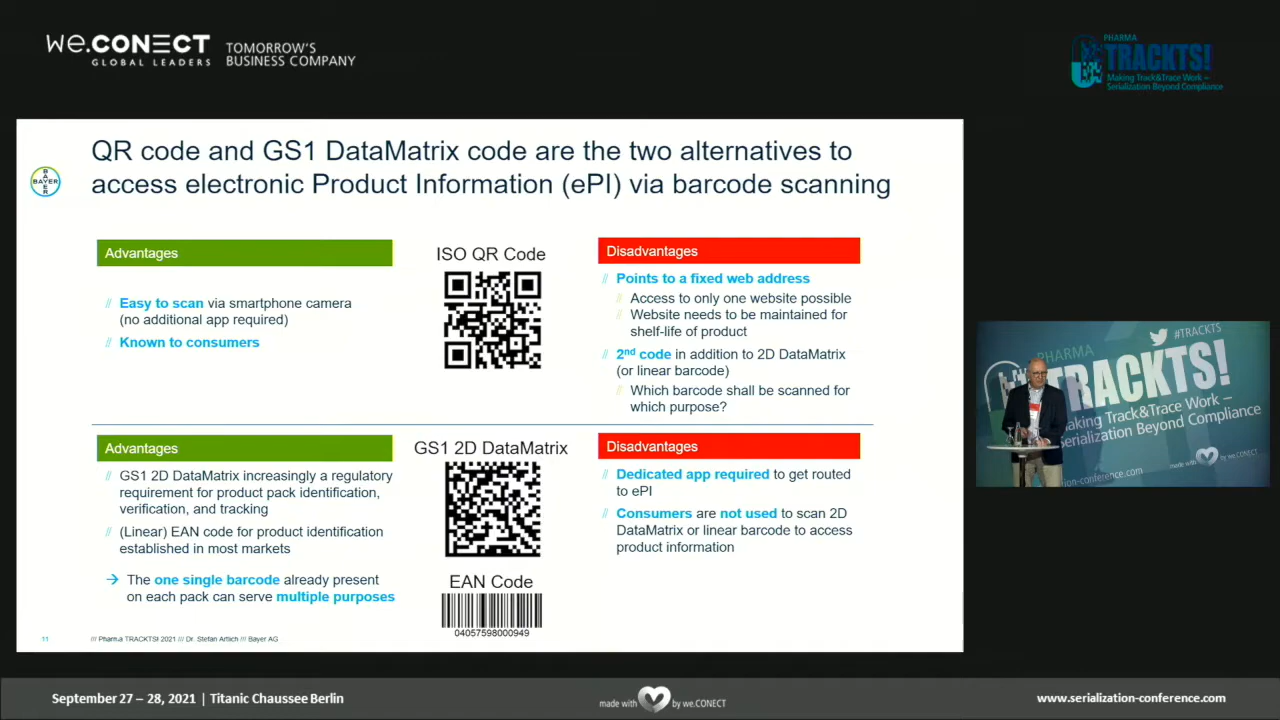 we.CONECT
GLOBAL LEADERS
TOMORROW'S
BUSINESS COMPANY
PHARMA
TRACKTS!
Making Track&Trace Work –
Serialization Beyond Compliance
BAYER
BAYER
QR code and GS1 DataMatrix code are the two alternatives to
access electronic Product Information (ePI) via barcode scanning
Advantages
// Easy to scan via smartphone camera
(no additional app required)
// Known to consumers
ISO QR Code
Disadvantages
// Points to a fixed web address
// Access to only one website possible
// Website needs to be maintained for
shelf-life of product
// 2nd code in addition to 2D DataMatrix
(or linear barcode)
// Which barcode shall be scanned for
which purpose?
Advantages
// GS1 2D DataMatrix increasingly a regulatory
requirement for product pack identification,
verification, and tracking
// (Linear) EAN code for product identification
established in most markets
→ The one single barcode already present
on each pack can serve multiple purposes
GS1 2D DataMatrix
EAN Code
04057598000949
Disadvantages
// Dedicated app required to get routed
to ePI
// Consumers are not used to scan 2D
DataMatrix or linear barcode to access
product information
11
/// Pharma TRACKTS! 2021 /// Dr. Stefan Artlich /// Bayer AG
#TRACKTS
PHARMA
TRACKTS!
Making Track&Trace Work –
Serialization Beyond Compliance
made with
by we.CONECT
September 27 – 28, 2021 | Titanic Chaussee Berlin
made with
by we.CONECT
www.serialization-conference.com